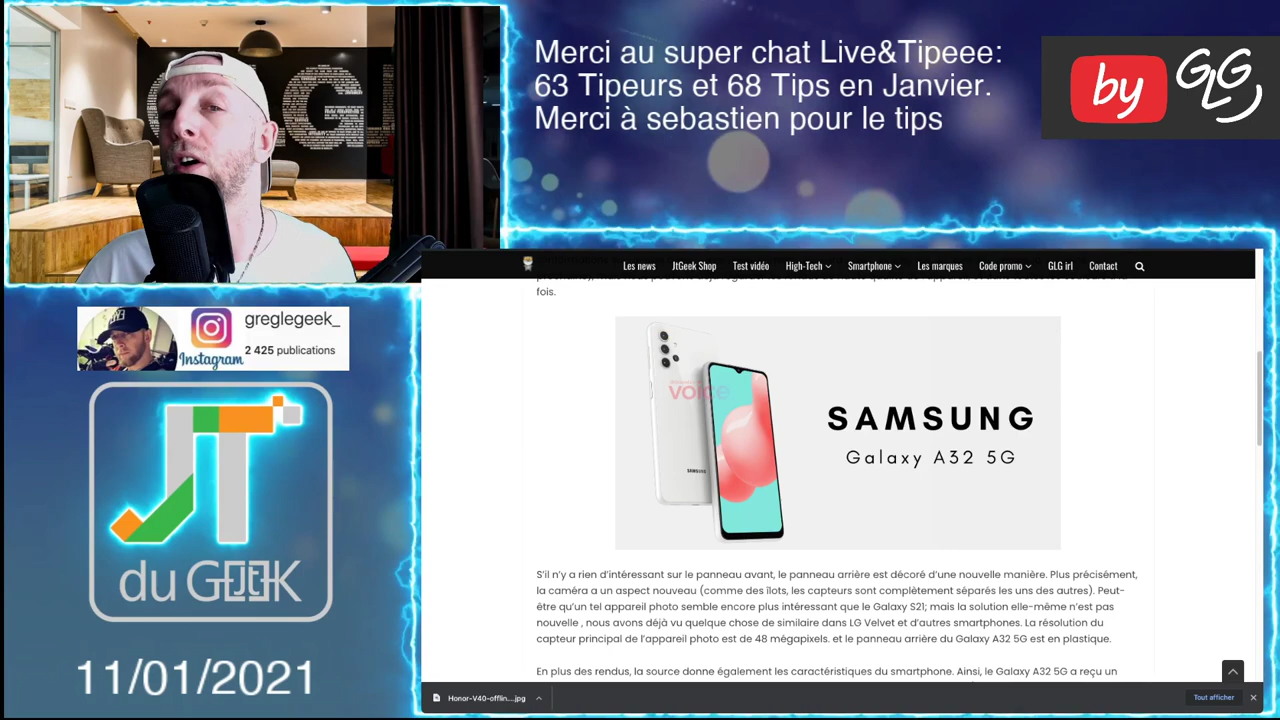 Merci au super chat Live&Tipeee:
63 Tipeurs et 68 Tips en Janvier.
Merci à sebastien pour le tips
by GLG
Les news JtGeek Shop Test vidéo High-Tech Smartphone Les marques Code promo GLG irl Contact
fois.
greglegeek_
Instagram
2 425 publications
voice
SAMSUNG
SAMSUNG
Galaxy A32 5G
JT
du GEEK
11/01/2021
S'il n'y a rien d'intéressant sur le panneau avant, le panneau arrière est décoré d'une nouvelle manière. Plus précisément,
la caméra a un aspect nouveau (comme des îlots, les capteurs sont complètement séparés les uns des autres). Peut-
être qu'un tel appareil photo semble encore plus intéressant que le Galaxy S21; mais la solution elle-même n'est pas
nouvelle , nous avons déjà vu quelque chose de similaire dans LG Velvet et d'autres smartphones. La résolution du
capteur principal de l'appareil photo est de 48 mégapixels. et le panneau arrière du Galaxy A32 5G est en plastique.
En plus des rendus, la source donne également les caractéristiques du smartphone. Ainsi, le Galaxy A32 5G a reçu un
Honor-V40-offlin....jpg
Tout afficher